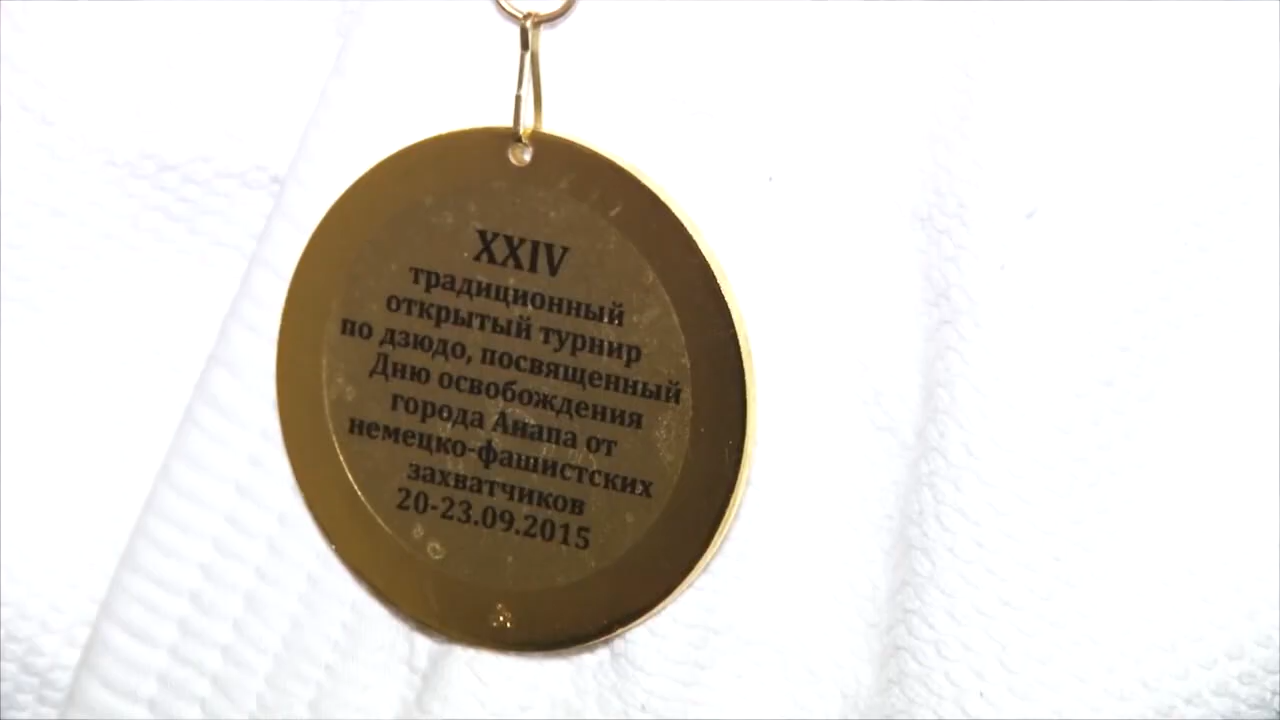 XXIV
традиционный
открытый турнир
по дзюдо, посвященный
Дню освобождения
города Анапа от
немецко-фашистских
захватчиков
20-23.09.2015